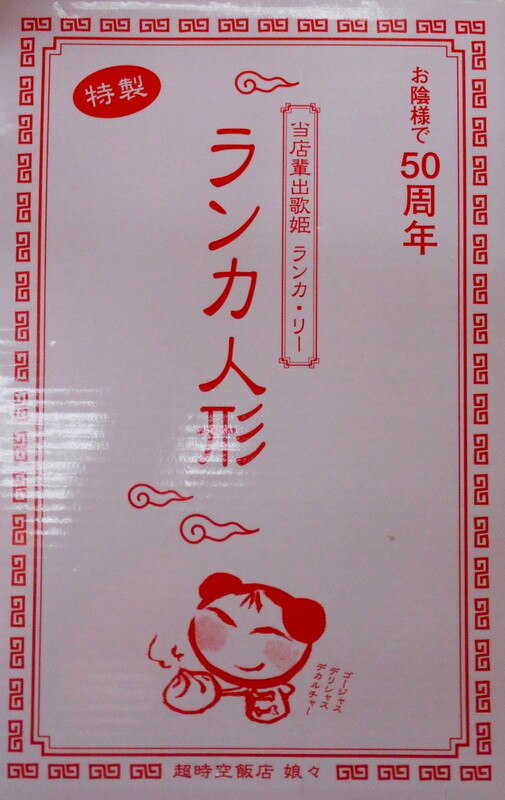 お陰様で50周年
当店輩出歌姫 ランカ・リー
特製
ランカ人形
ゴージャス
デリシャス
デカルチャー
超時空飯店 娘々